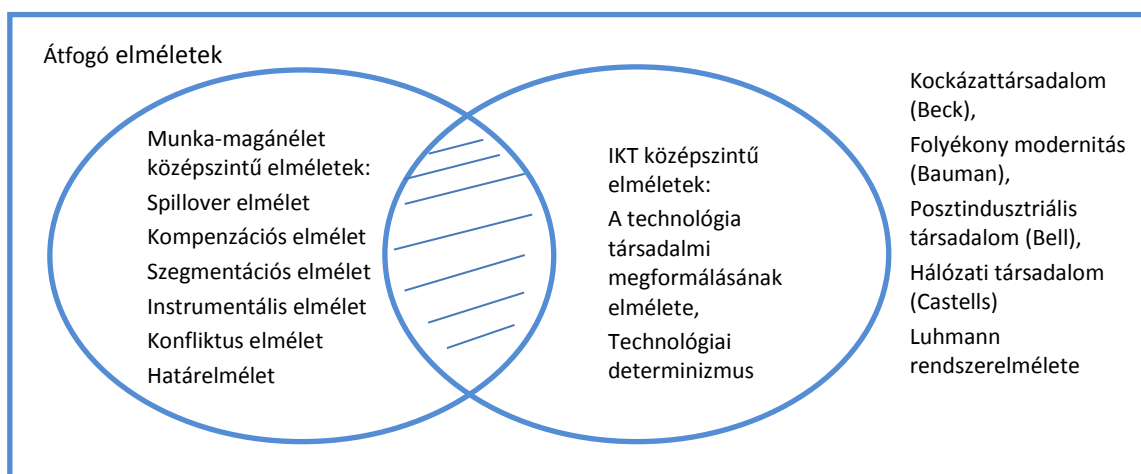 Átfogó elméletek
Munka-magánélet
középszintű elméletek:
Spillover elmélet
Kompenzációs elmélet
Szegmentációs elmélet
Instrumentális elmélet
Konfliktus elmélet
Határelmélet
IKT középszintű
elméletek:
A technológia
társadalmi
megformálásának
elmélete,
Technológiai
determinizmus
Kockázattársadalom
(Beck),
Folyékony modernitás
(Bauman),
Posztindusztriális
társadalom (Bell),
Hálózati társadalom
(Castells)
Luhmann
rendszerelmélete